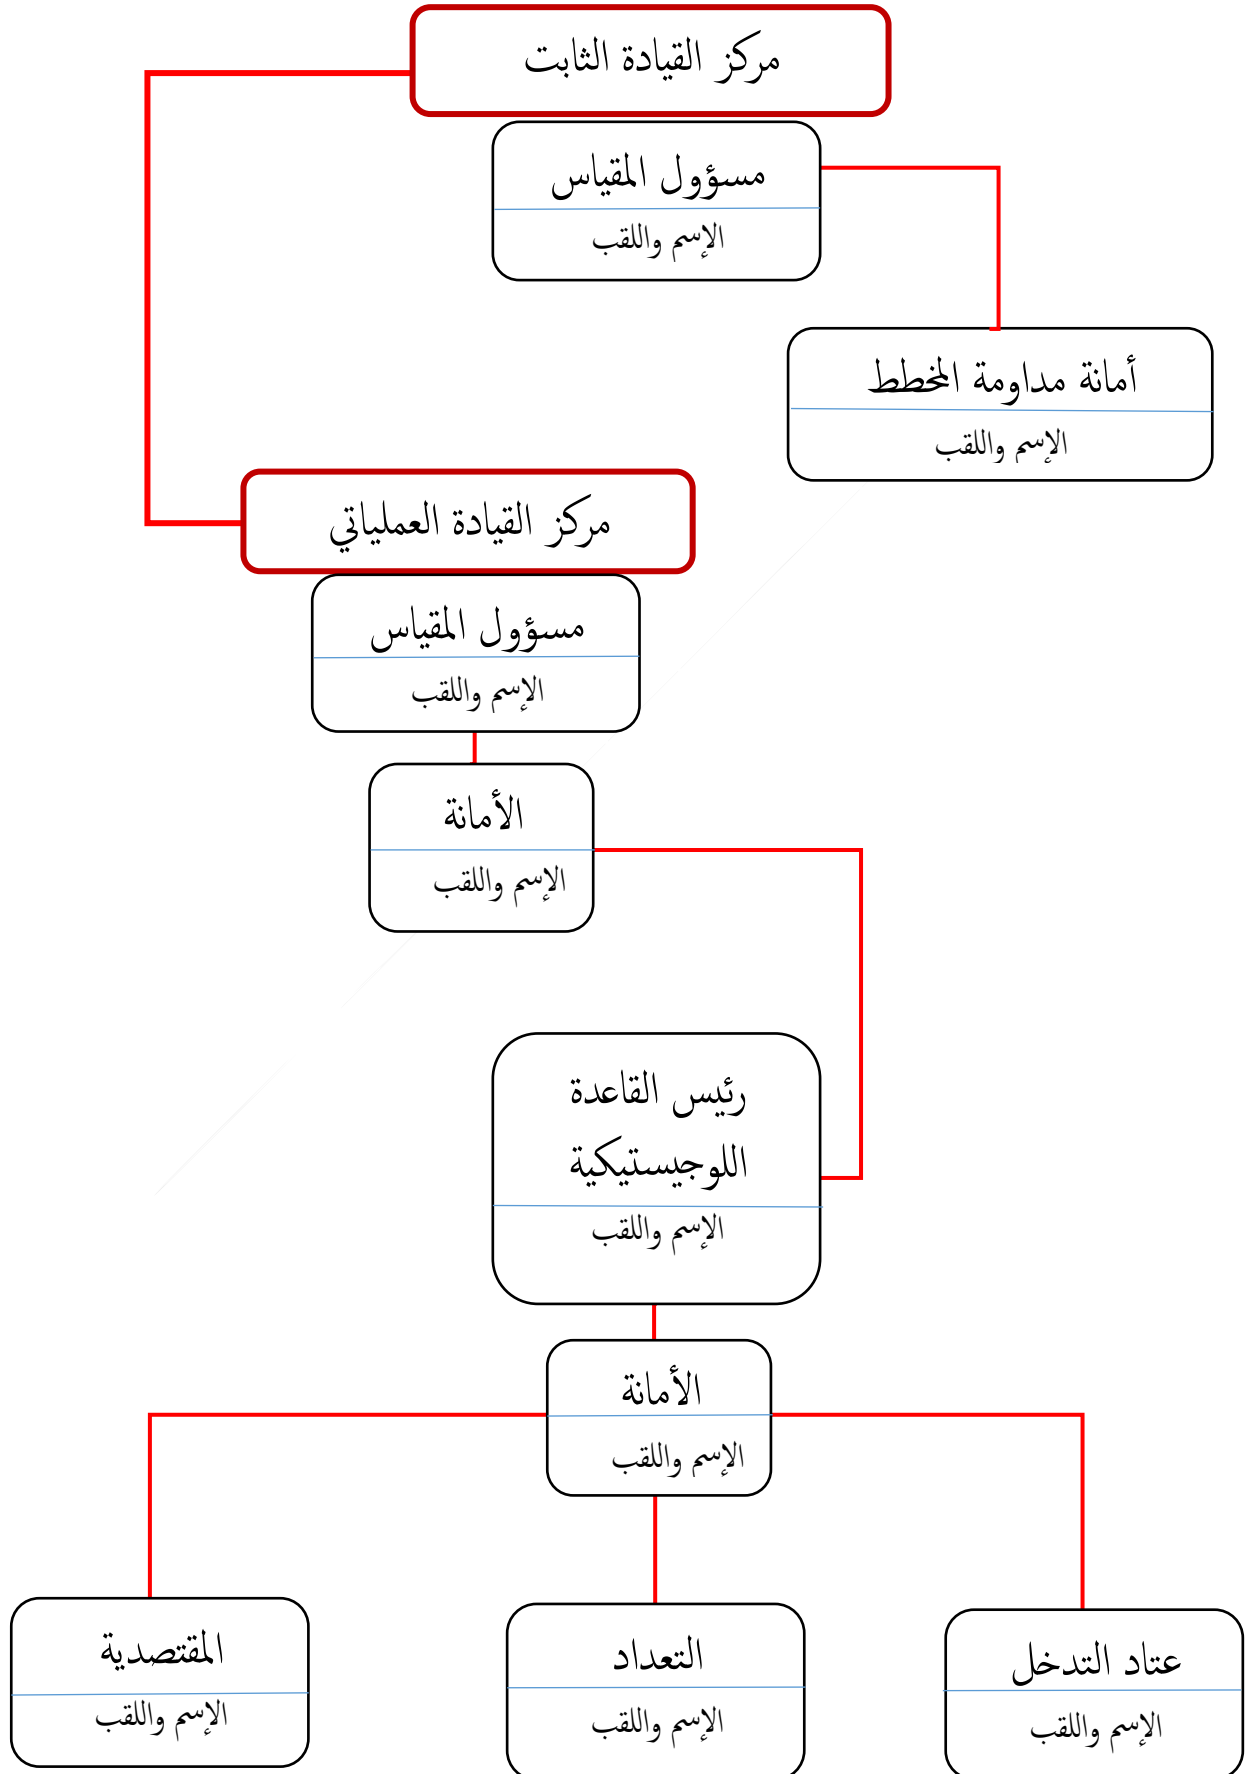 مركز القيادة الثابت
مسؤول المقياس
الإسم واللقب
أمانة مداومة المخطط
الإسم واللقب
مركز القيادة العملياتي
مسؤول المقياس
الإسم واللقب
الأمانة
الإسم واللقب
رئيس القاعدة
اللوجيستيكية
الإسم واللقب
الأمانة
الإسم واللقب
عتاد التدخل
الإسم واللقب
التعداد
الإسم واللقب
المقتصدية
الإسم واللقب